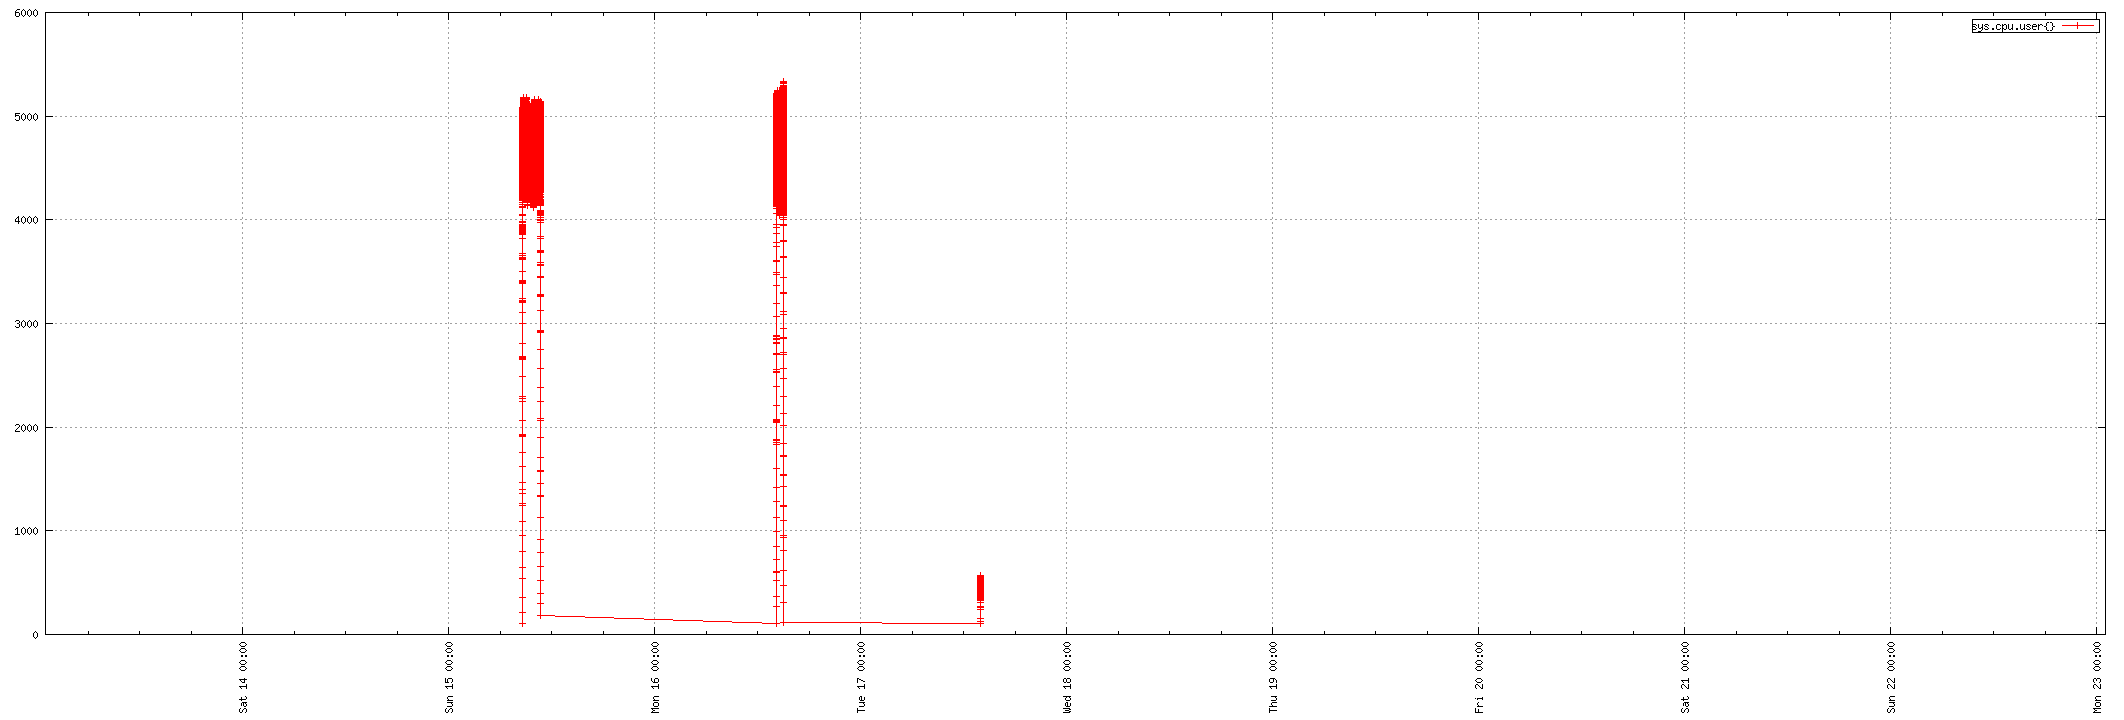 6000
sys.cpu.user{}
5000
4000
3000
2000
1000
0
Sat 14 00:00
Sun 15 00:00
Mon 16 00:00
Tue 17 00:00
Wed 18 00:00
Thu 19 00:00
Fri 20 00:00
Sat 21 00:00
Sun 22 00:00
Mon 23 00:00